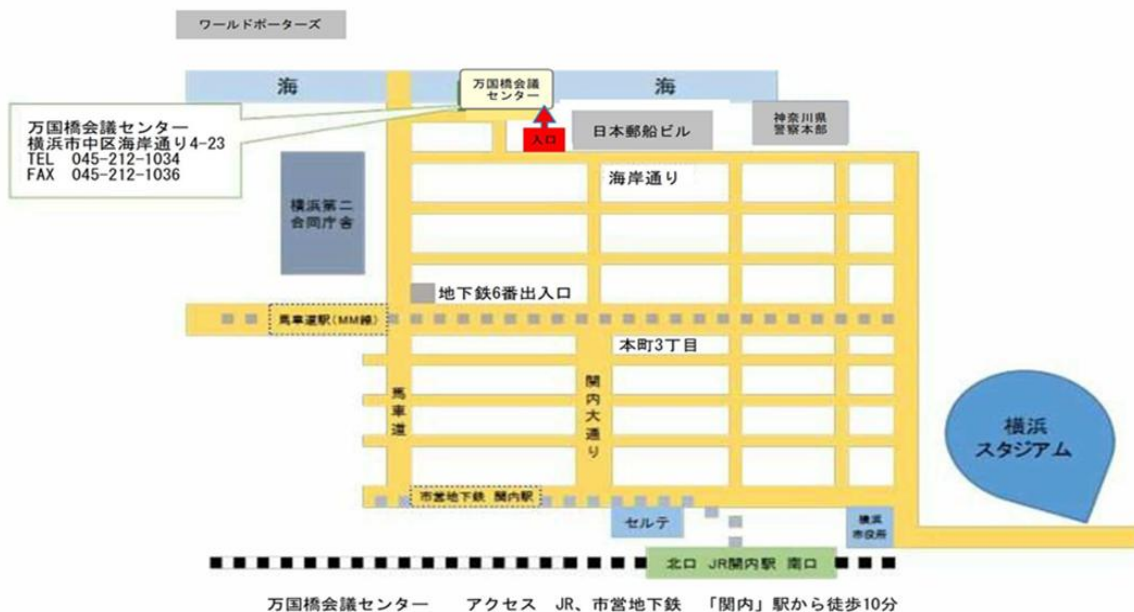 ワールドポーターズ
海
万国橋会議
センター
海
万国橋会議センター
横浜市中区海岸通り4-23
TEL 045-212-1034
FAX 045-212-1036
入口
日本郵船ビル
神奈川県
警察本部
海岸通り
横浜第二
合同庁舎
地下鉄6番出入口
馬車道駅(MM線)
本町3丁目
馬車道
関内大通り
横浜
スタジアム
市営地下鉄 関内駅
セルテ
横浜
市役所
北口 JR関内駅 南口
万国橋会議センター アクセス JR、市営地下鉄 「関内」駅から徒歩10分